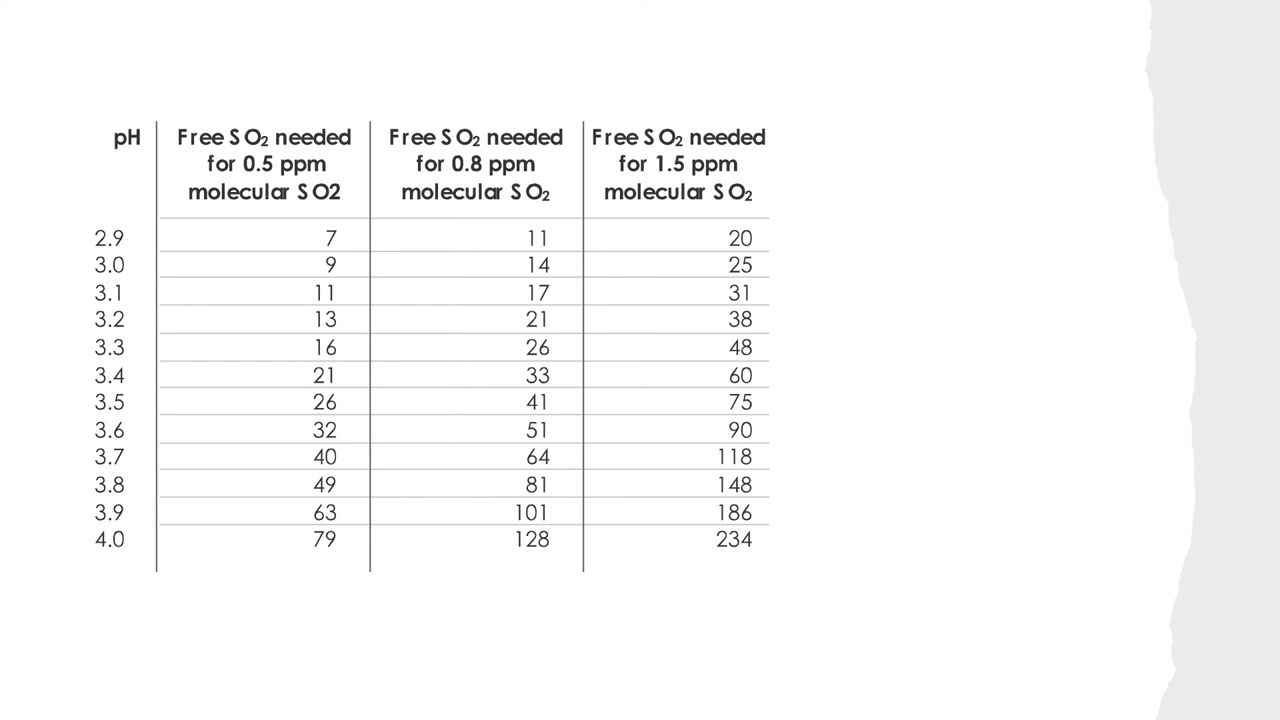 pH Free SO₂ needed Free SO₂ needed Free SO₂ needed
for 0.5 ppm for 0.8 ppm for 1.5 ppm
molecular SO2 molecular SO₂ molecular SO₂
2.9 7 11 20
3.0 9 14 25
3.1 11 17 31
3.2 13 21 38
3.3 16 26 48
3.4 21 33 60
3.5 26 41 75
3.6 32 51 90
3.7 40 64 118
3.8 49 81 148
3.9 63 101 186
4.0 79 128 234